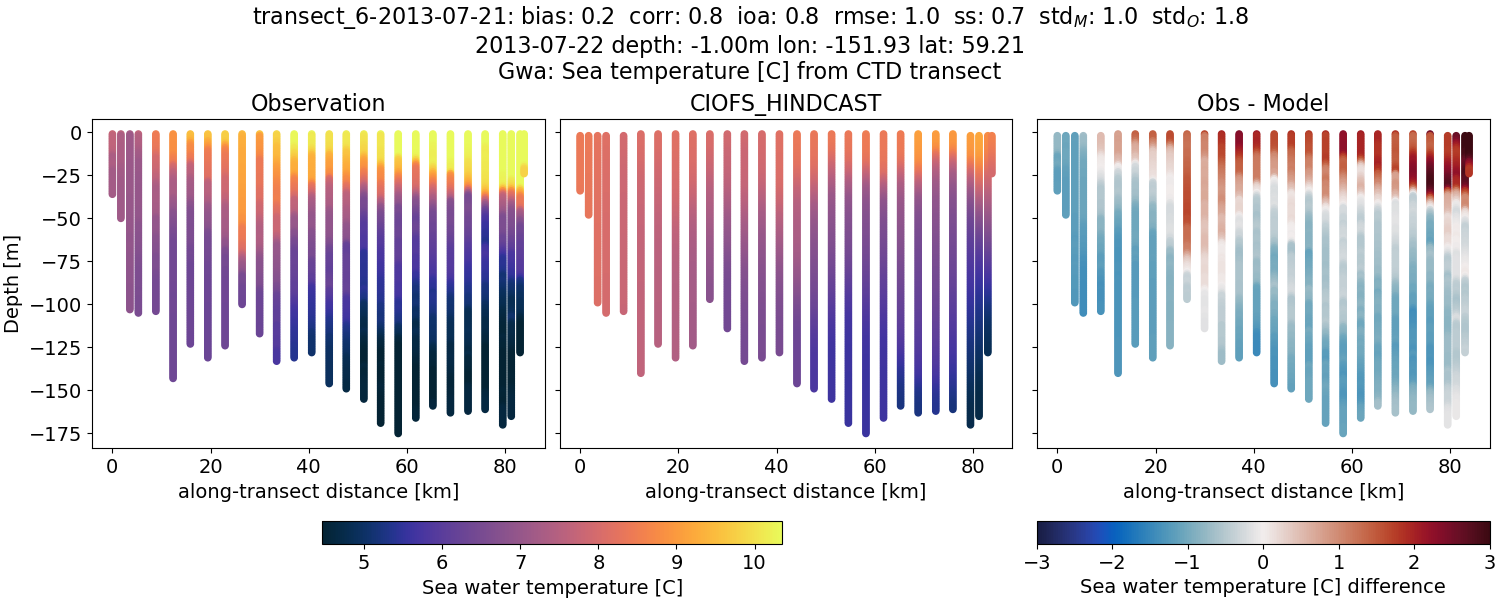 transect_6-2013-07-21: bias: 0.2 corr: 0.8 ioa: 0.8 rmse: 1.0 ss: 0.7 std_M: 1.0 std_O: 1.8
2013-07-22 depth: -1.00m lon: -151.93 lat: 59.21
Gwa: Sea temperature [C] from CTD transect
Observation
CIOFS_HINDCAST
Obs - Model
Depth [m]
0
−25
−50
−75
−100
−125
−150
−175
0 20 40 60 80
0 20 40 60 80
0 20 40 60 80
along-transect distance [km]
along-transect distance [km]
along-transect distance [km]
5 6 7 8 9 10
Sea water temperature [C]
−3 −2 −1 0 1 2 3
Sea water temperature [C] difference